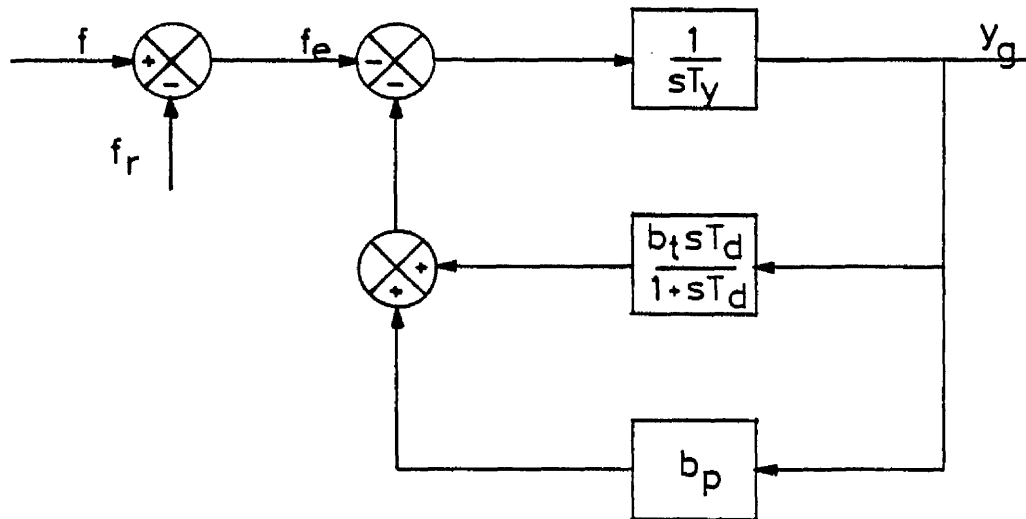 f
+
-
f_r
f_e
-
-
1
sT_y
y_g
+
+
b_t sT_d
1+sT_d
b_p